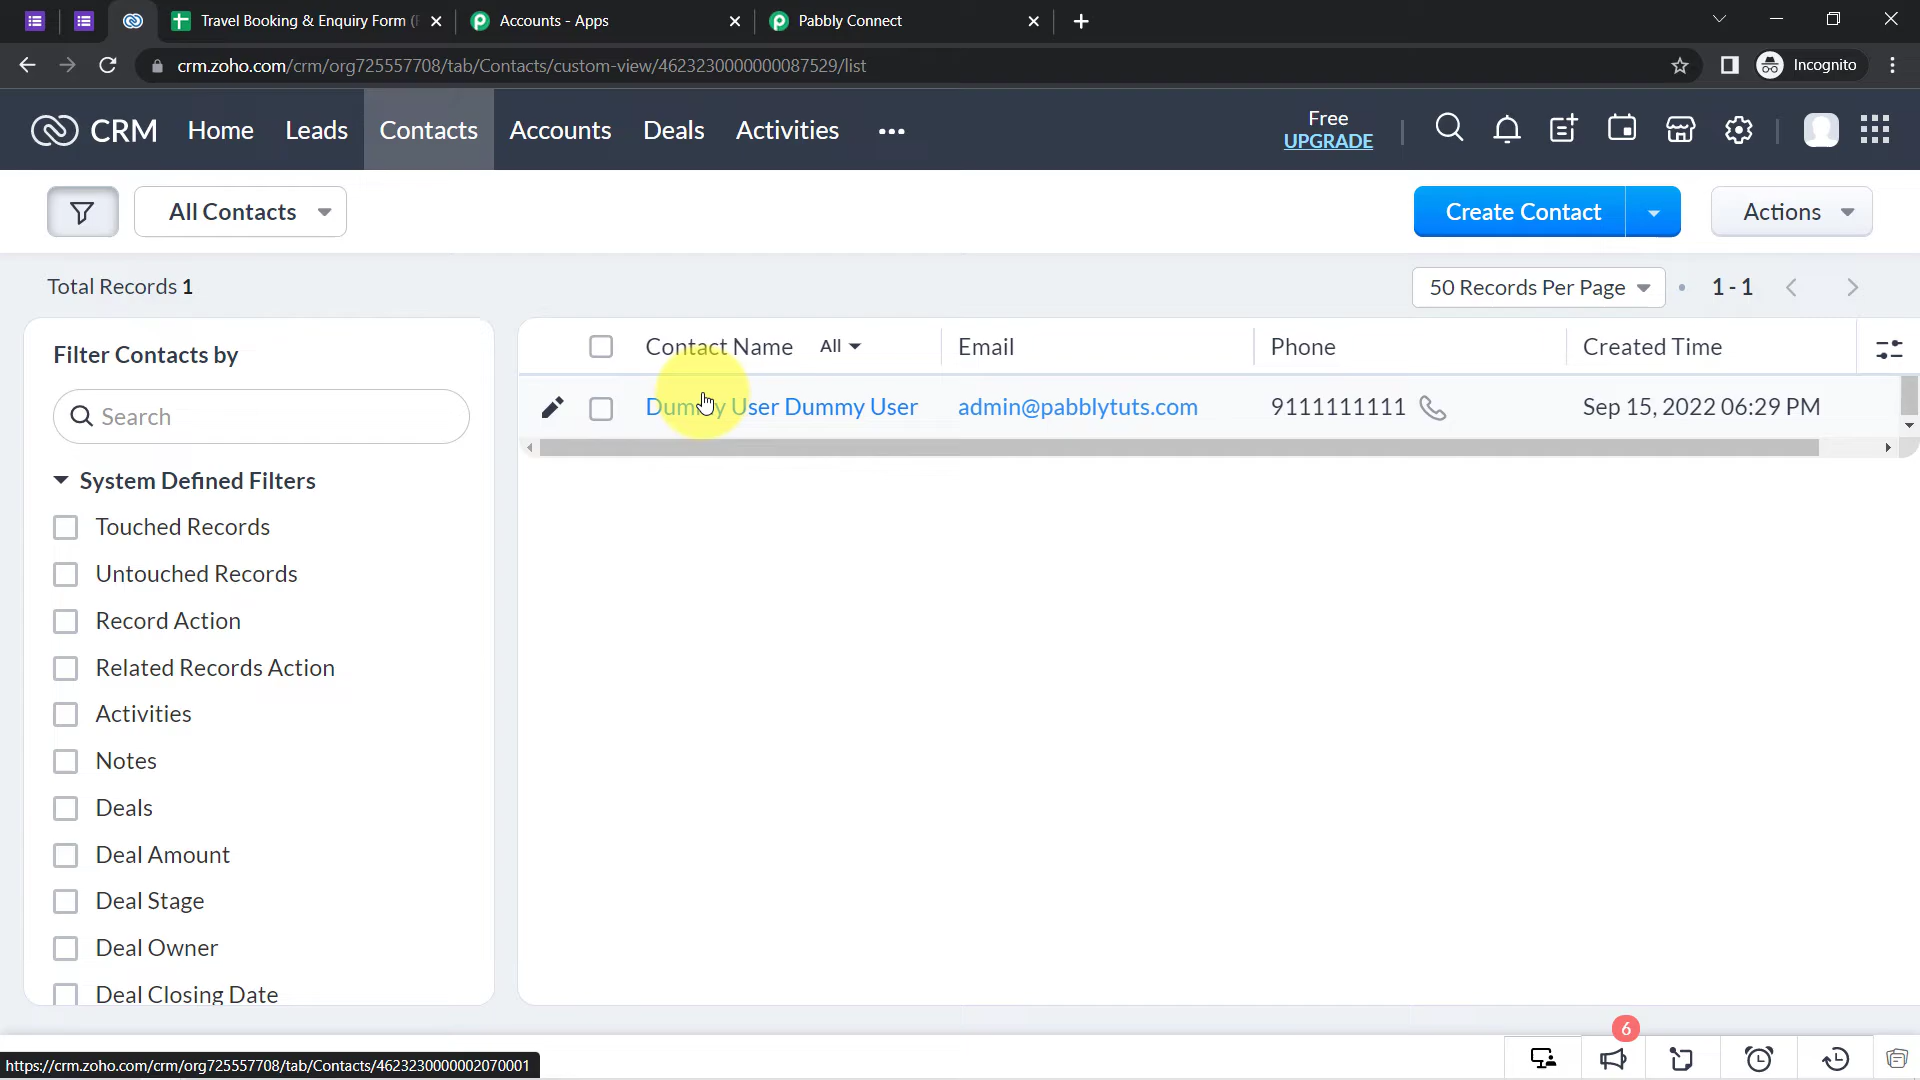 Travel Booking & Enquiry Form (
Accounts - Apps
Pabbly Connect
crm.zoho.com/crm/org725557708/tab/Contacts/custom-view/4623230000000087529/list
Incognito
CRM
Home
Leads
Contacts
Accounts
Deals
Activities
Free
UPGRADE
All Contacts
Create Contact
Actions
Total Records 1
50 Records Per Page
1 - 1
Filter Contacts by
Search
System Defined Filters
Touched Records
Untouched Records
Record Action
Related Records Action
Activities
Notes
Deals
Deal Amount
Deal Stage
Deal Owner
Deal Closing Date
Contact Name
All
Email
Phone
Created Time
Dummy User Dummy User
admin@pabblytuts.com
9111111111
Sep 15, 2022 06:29 PM
6
https://crm.zoho.com/crm/org725557708/tab/Contacts/4623230000002070001